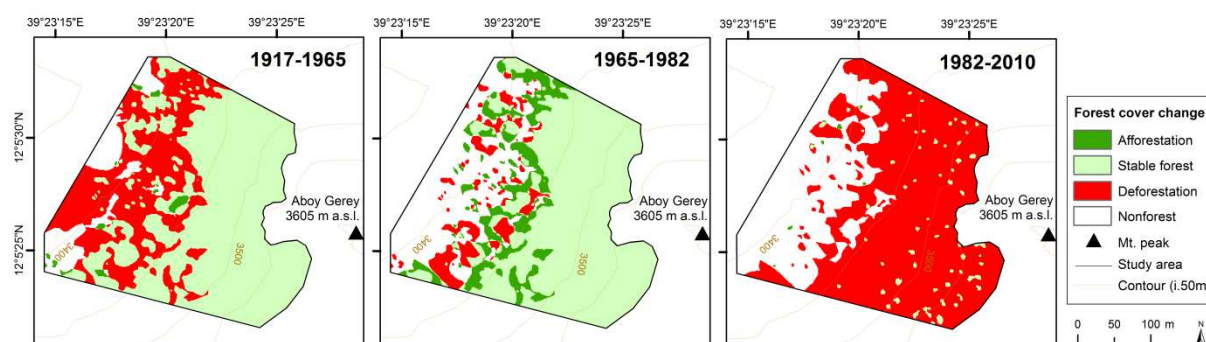 39°23'15"E 39°23'20"E 39°23'25"E
39°23'15"E 39°23'20"E 39°23'25"E
39°23'15"E 39°23'20"E 39°23'25"E
1917-1965
1965-1982
1982-2010
12°5'30"N
12°5'25"N
3400
3500
Aboy Gerey
3605 m a.s.l.
3400
3500
Aboy Gerey
3605 m a.s.l.
3400
3500
Aboy Gerey
3605 m a.s.l.
Forest cover change
Afforestation
Stable forest
Deforestation
Nonforest
Mt. peak
Study area
Contour (i.50m
0 50 100 m
N